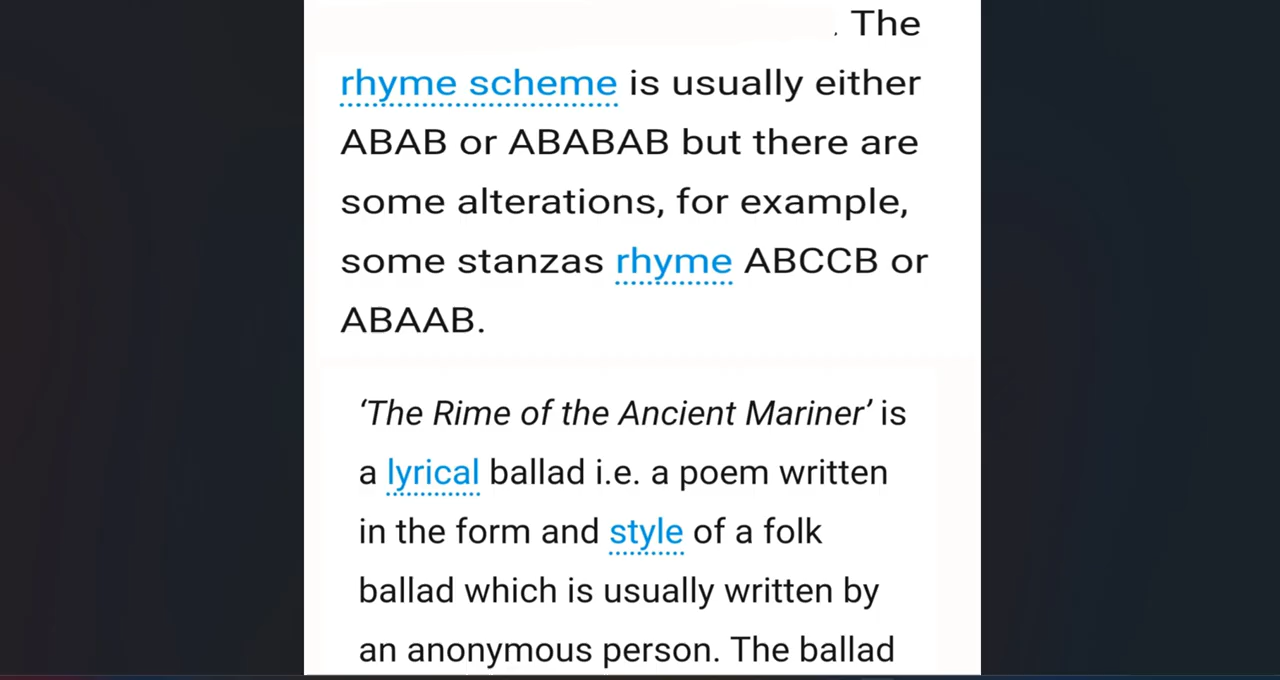 . The
rhyme scheme is usually either
ABAB or ABABAB but there are
some alterations, for example,
some stanzas rhyme ABCCB or
ABAAB.
‘The Rime of the Ancient Mariner’ is
a lyrical ballad i.e. a poem written
in the form and style of a folk
ballad which is usually written by
an anonymous person. The ballad